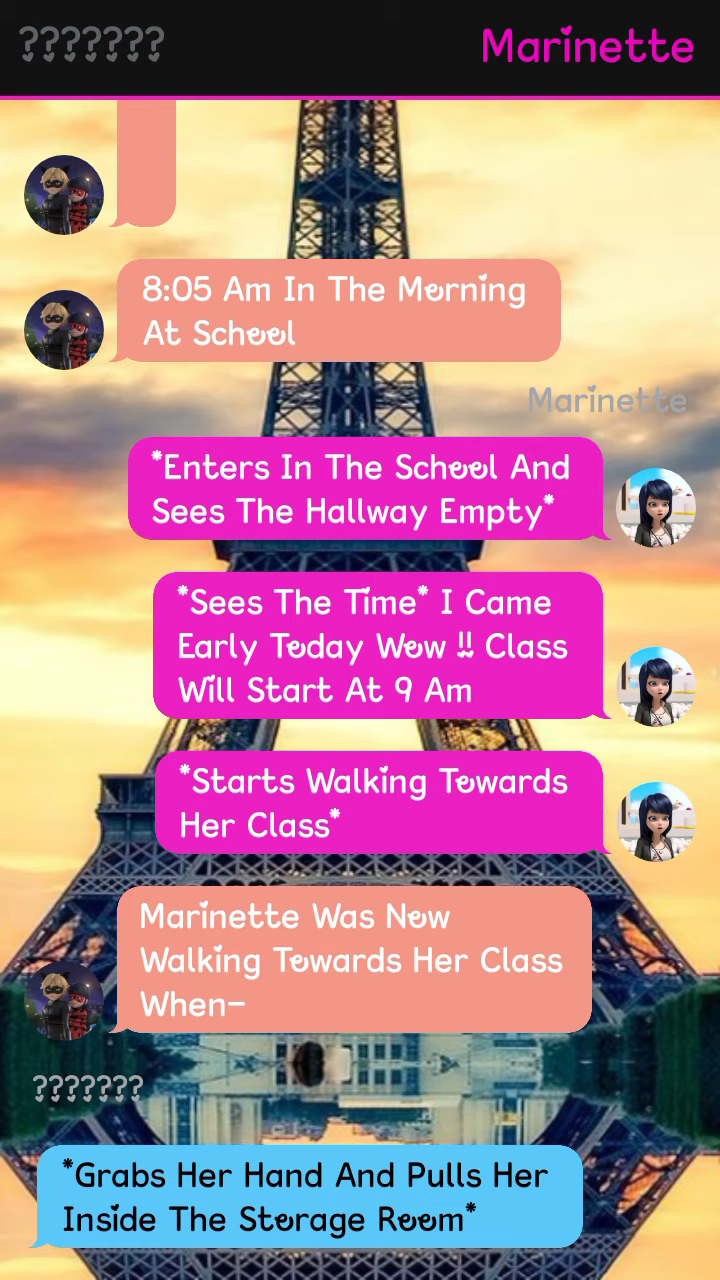 ???????
Marinette
8:05 Am In The Morning
At School
Marinette
*Enters In The School And
Sees The Hallway Empty*
*Sees The Time* I Came
Early Today Wow !! Class
Will Start At 9 Am
*Starts Walking Towards
Her Class*
Marinette Was Now
Walking Towards Her Class
When-
???????
*Grabs Her Hand And Pulls Her
Inside The Storage Room*